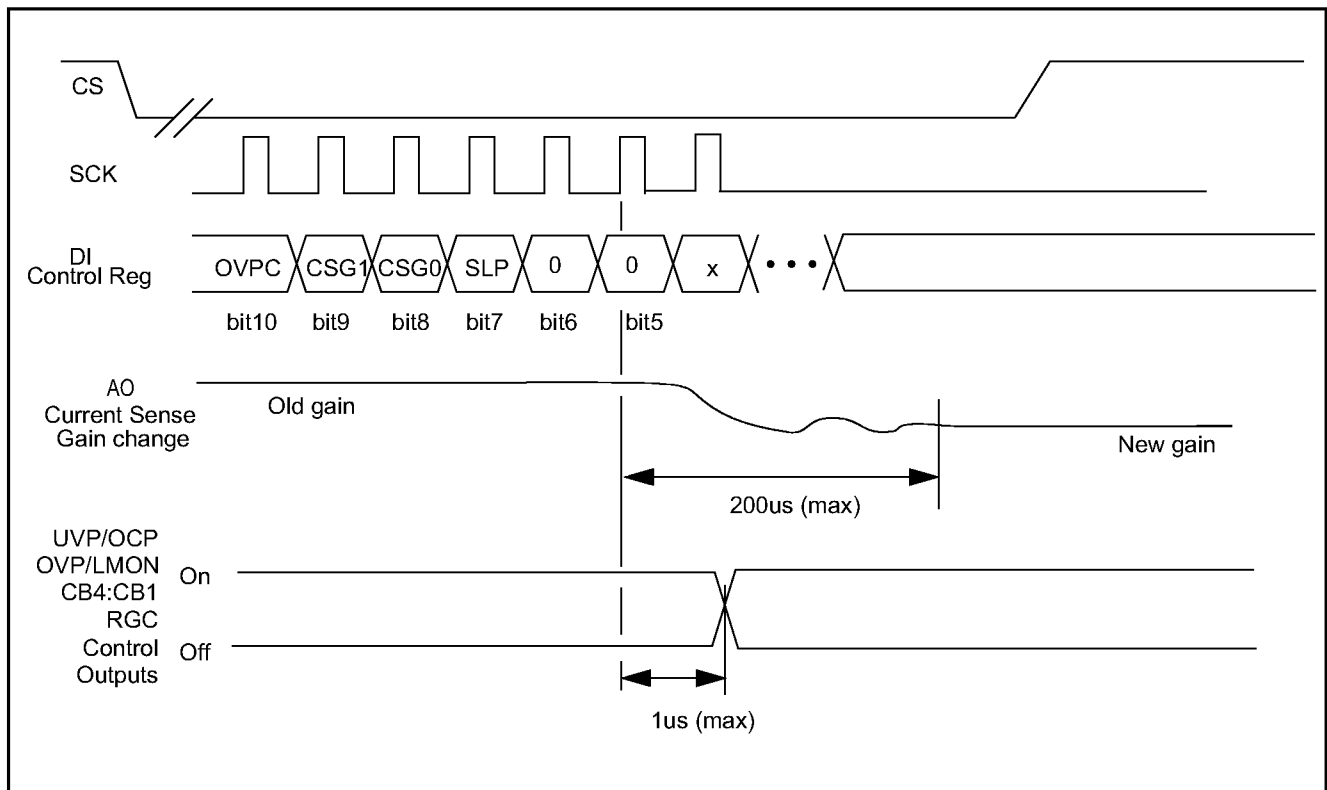 CS
SCK
DI
Control Reg
OVPC CSG1 CSG0 SLP 0 0 x
bit10 bit9 bit8 bit7 bit6 bit5
AO
Current Sense
Gain change
Old gain
New gain
200us (max)
UVP/OCP
OVP/LMON
CB4:CB1
RGC
Control
Outputs
On
Off
1us (max)